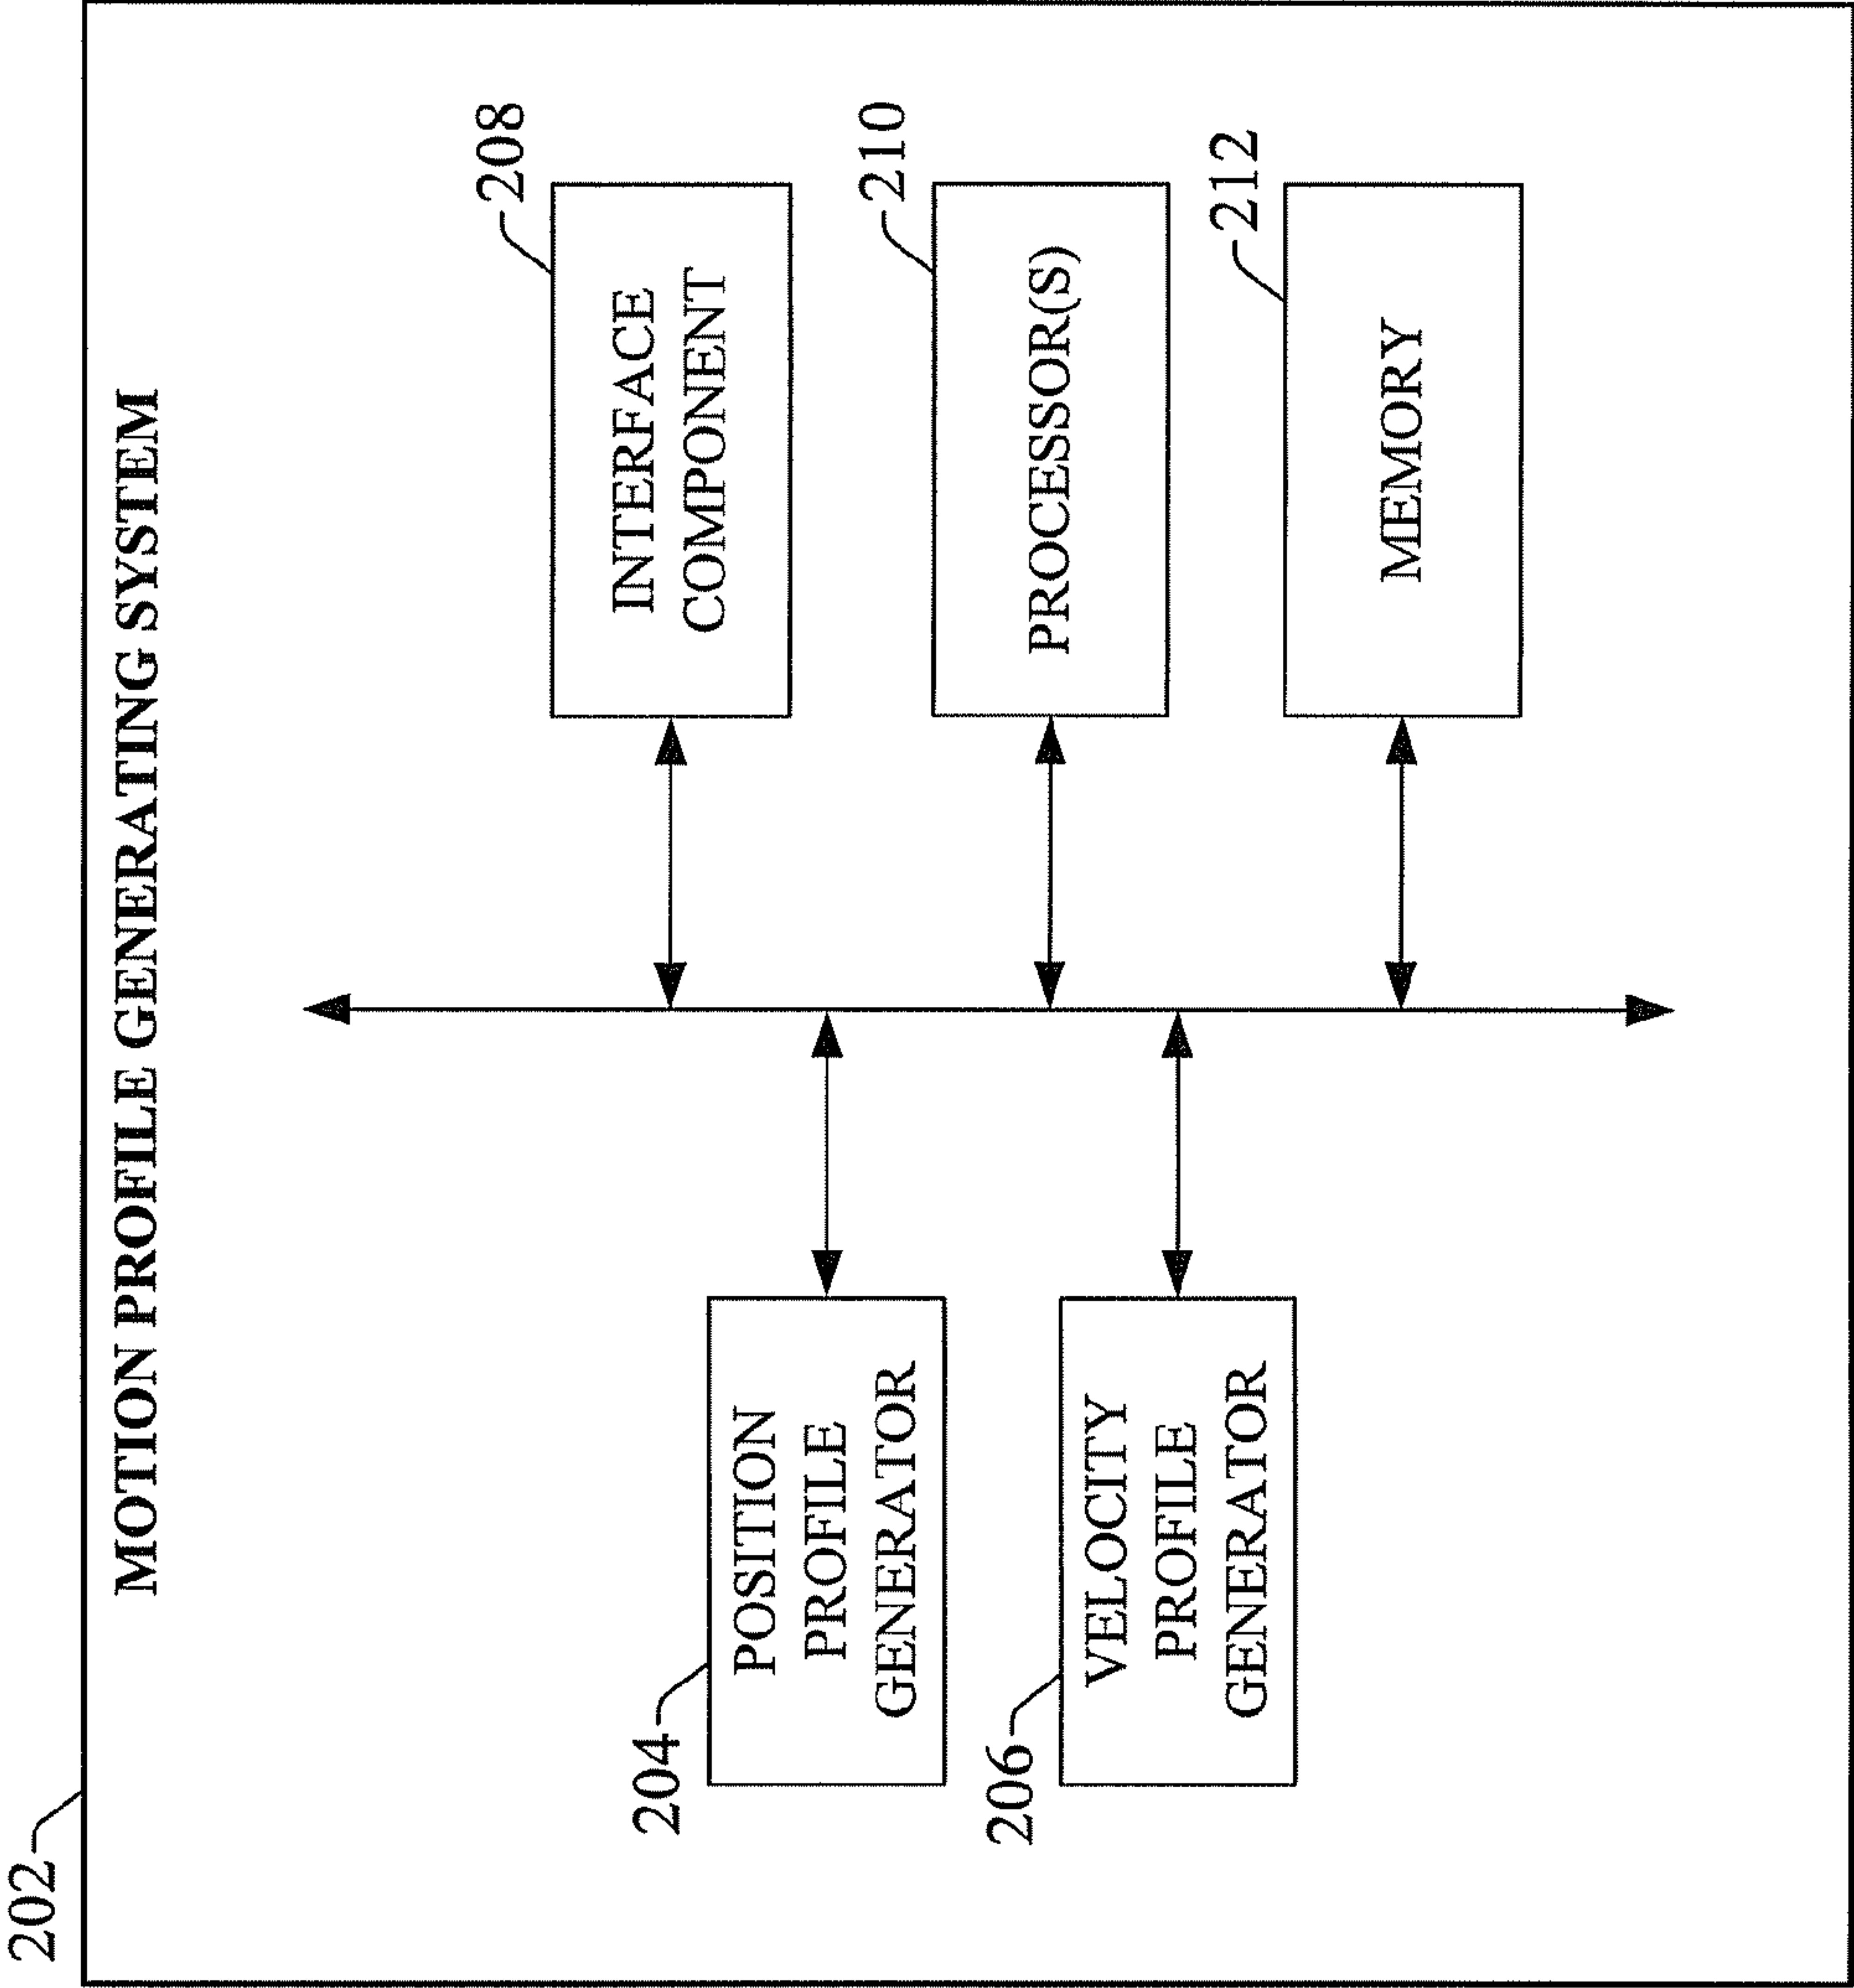 202
MOTION PROFILE GENERATING SYSTEM
204
POSITION
PROFILE
GENERATOR
206
VELOCITY
PROFILE
GENERATOR
208
INTERFACE
COMPONENT
210
PROCESSOR(S)
212
MEMORY